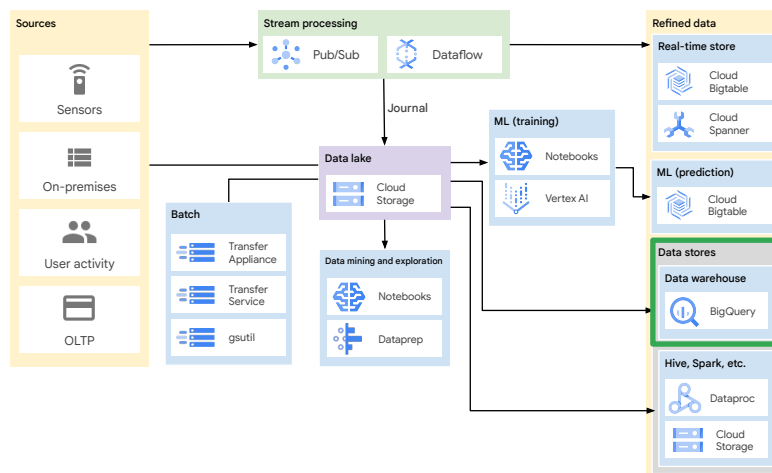 Sources
Sensors
On-premises
User activity
OLTP
Stream processing
Pub/Sub
Dataflow
Journal
Data lake
Cloud
Storage
Batch
Transfer
Appliance
Transfer
Service
gsutil
Data mining and exploration
Notebooks
Dataprep
ML (training)
Notebooks
Vertex AI
Refined data
Real-time store
Cloud
Bigtable
Cloud
Spanner
ML (prediction)
Cloud
Bigtable
Data stores
Data warehouse
BigQuery
Hive, Spark, etc.
Dataproc
Cloud
Storage